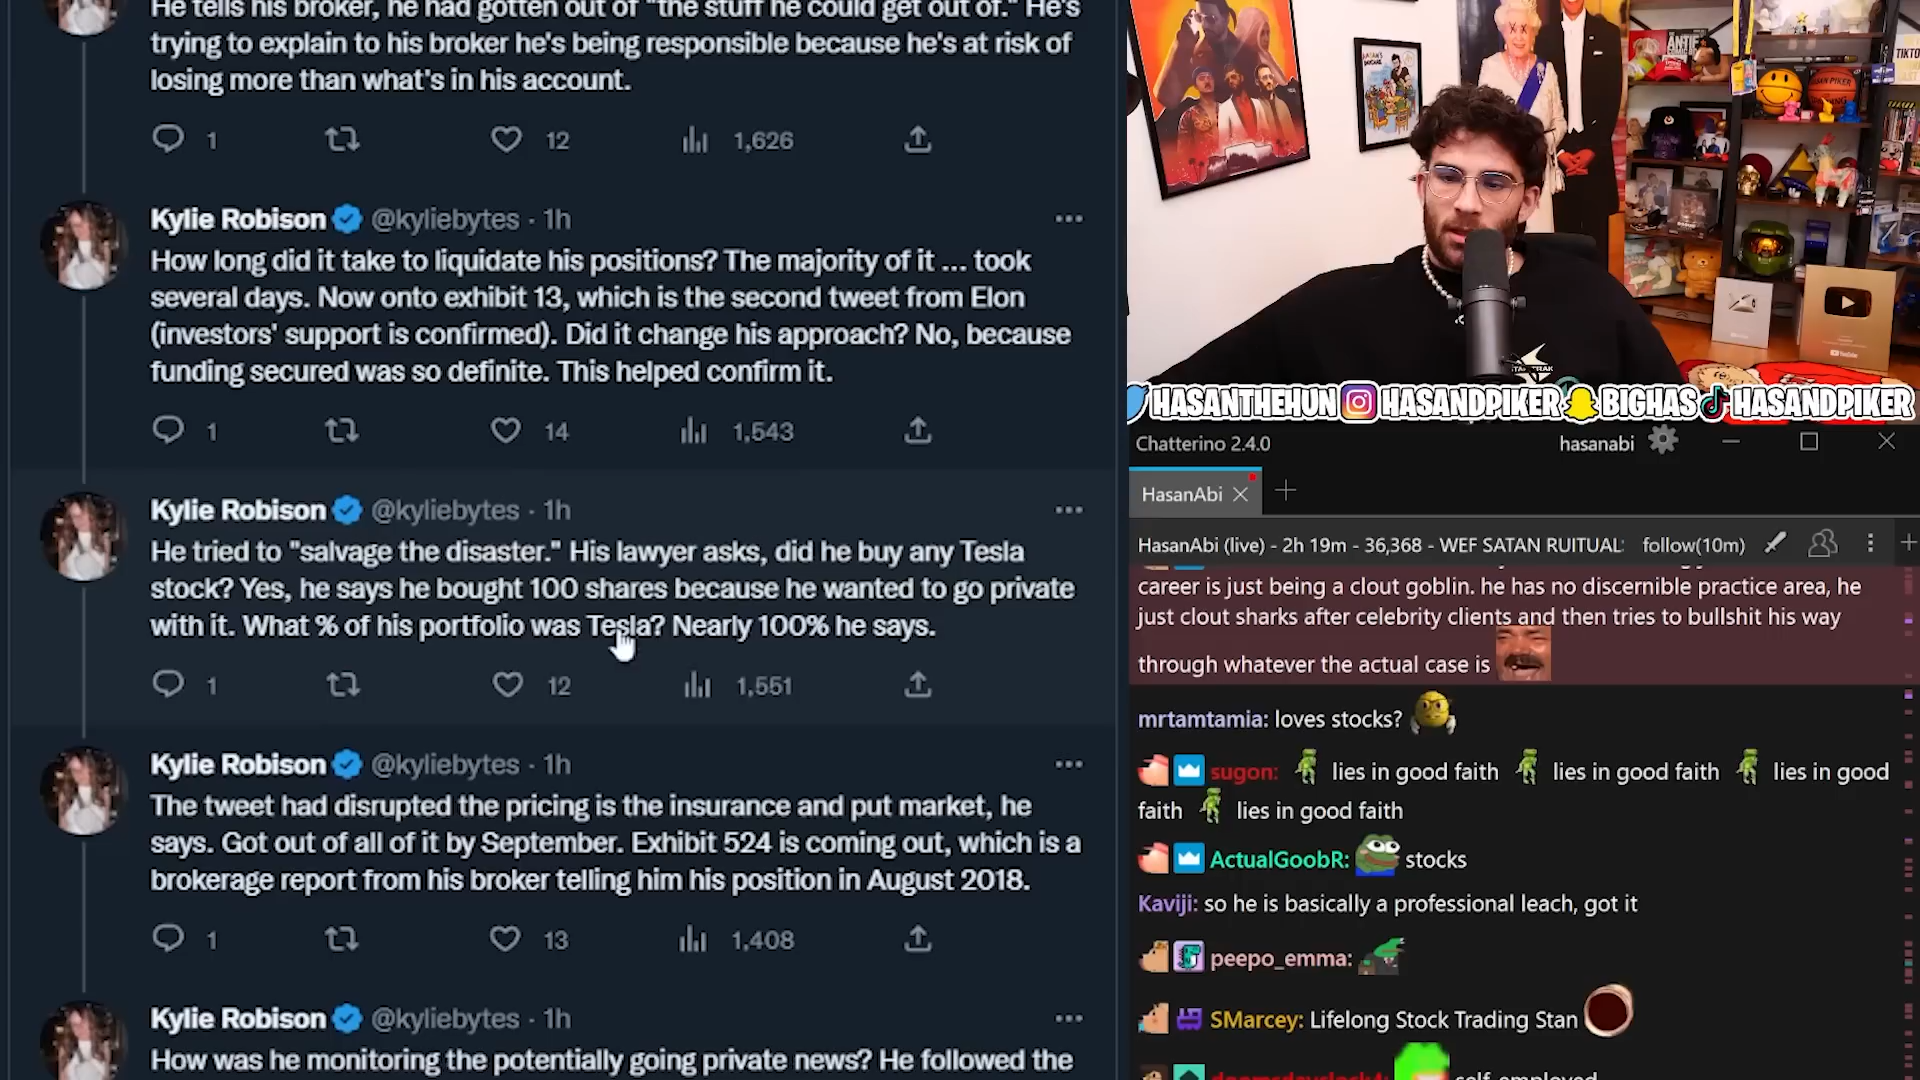 He tells his broker, he had gotten out of "the stuff he could get out of." He's
trying to explain to his broker he's being responsible because he's at risk of
losing more than what's in his account.
1 12 1,626
Kylie Robison @kyliebytes · 1h
How long did it take to liquidate his positions? The majority of it ... took
several days. Now onto exhibit 13, which is the second tweet from Elon
(investors' support is confirmed). Did it change his approach? No, because
funding secured was so definite. This helped confirm it.
1 14 1,543
Kylie Robison @kyliebytes · 1h
He tried to "salvage the disaster." His lawyer asks, did he buy any Tesla
stock? Yes, he says he bought 100 shares because he wanted to go private
with it. What % of his portfolio was Tesla? Nearly 100% he says.
1 12 1,551
Kylie Robison @kyliebytes · 1h
The tweet had disrupted the pricing is the insurance and put market, he
says. Got out of all of it by September. Exhibit 524 is coming out, which is a
brokerage report from his broker telling him his position in August 2018.
1 13 1,408
Kylie Robison @kyliebytes · 1h
How was he monitoring the potentially going private news? He followed the
HASANTHEHUN HASANDPIKER BIGHAS HASANDPIKER
Chatterino 2.4.0 hasanabi
HasanAbi
HasanAbi (live) - 2h 19m - 36,368 - WEF SATAN RUITUAL follow(10m)
career is just being a clout goblin. he has no discernible practice area, he
just clout sharks after celebrity clients and then tries to bullshit his way
through whatever the actual case is
mrtamtamia: loves stocks?
sugon: lies in good faith lies in good faith lies in good
faith lies in good faith
ActualGoobR: stocks
Kaviji: so he is basically a professional leach, got it
peepo_emma:
SMarcey: Lifelong Stock Trading Stan
self-employed